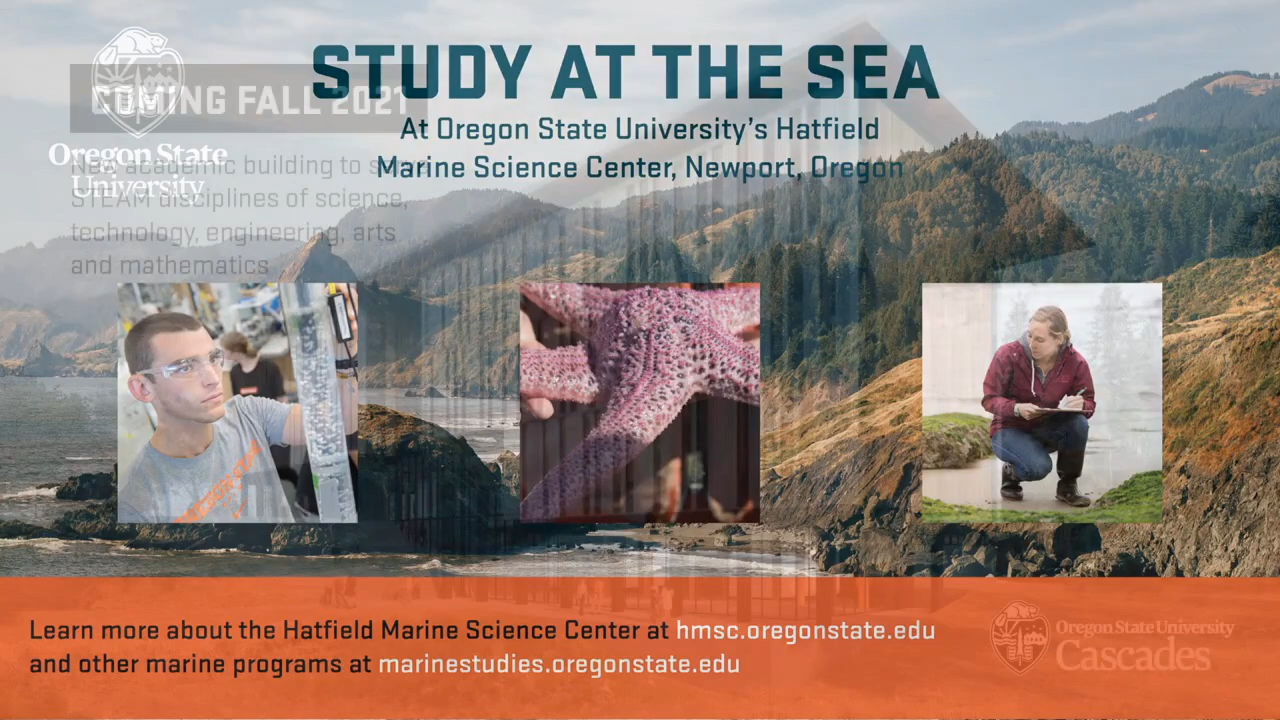 STUDY AT THE SEA
At Oregon State University's Hatfield
Marine Science Center, Newport, Oregon
Oregon State
University
COMING FALL 2021
New academic building to
STEAM disciplines of science,
technology, engineering, arts
and mathematics
Learn more about the Hatfield Marine Science Center at hmsc.oregonstate.edu
and other marine programs at marinestudies.oregonstate.edu
Oregon State University
Cascades